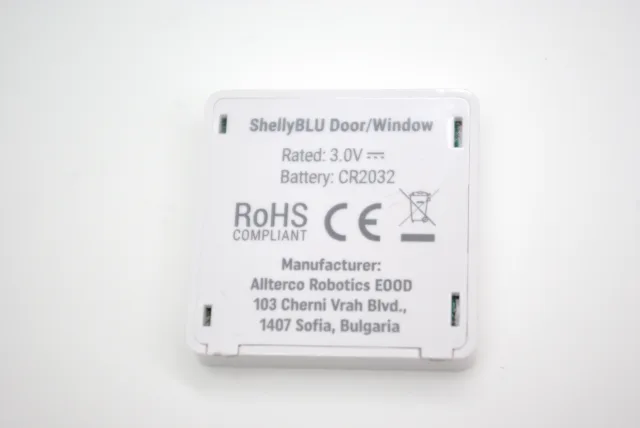 ShellyBLU Door/Window
Rated: 3.0V ⎓
Battery: CR2032
RoHS
COMPLIANT
CE
Manufacturer:
Allterco Robotics EOOD
103 Cherni Vrah Blvd.,
1407 Sofia, Bulgaria